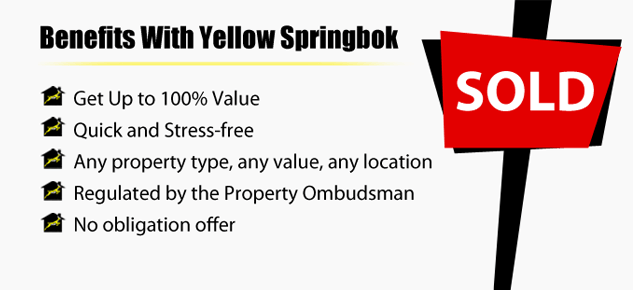 Benefits With Yellow Springbok
Get Up to 100% Value
Quick and Stress-free
Any property type, any value, any location
Regulated by the Property Ombudsman
No obligation offer
SOLD